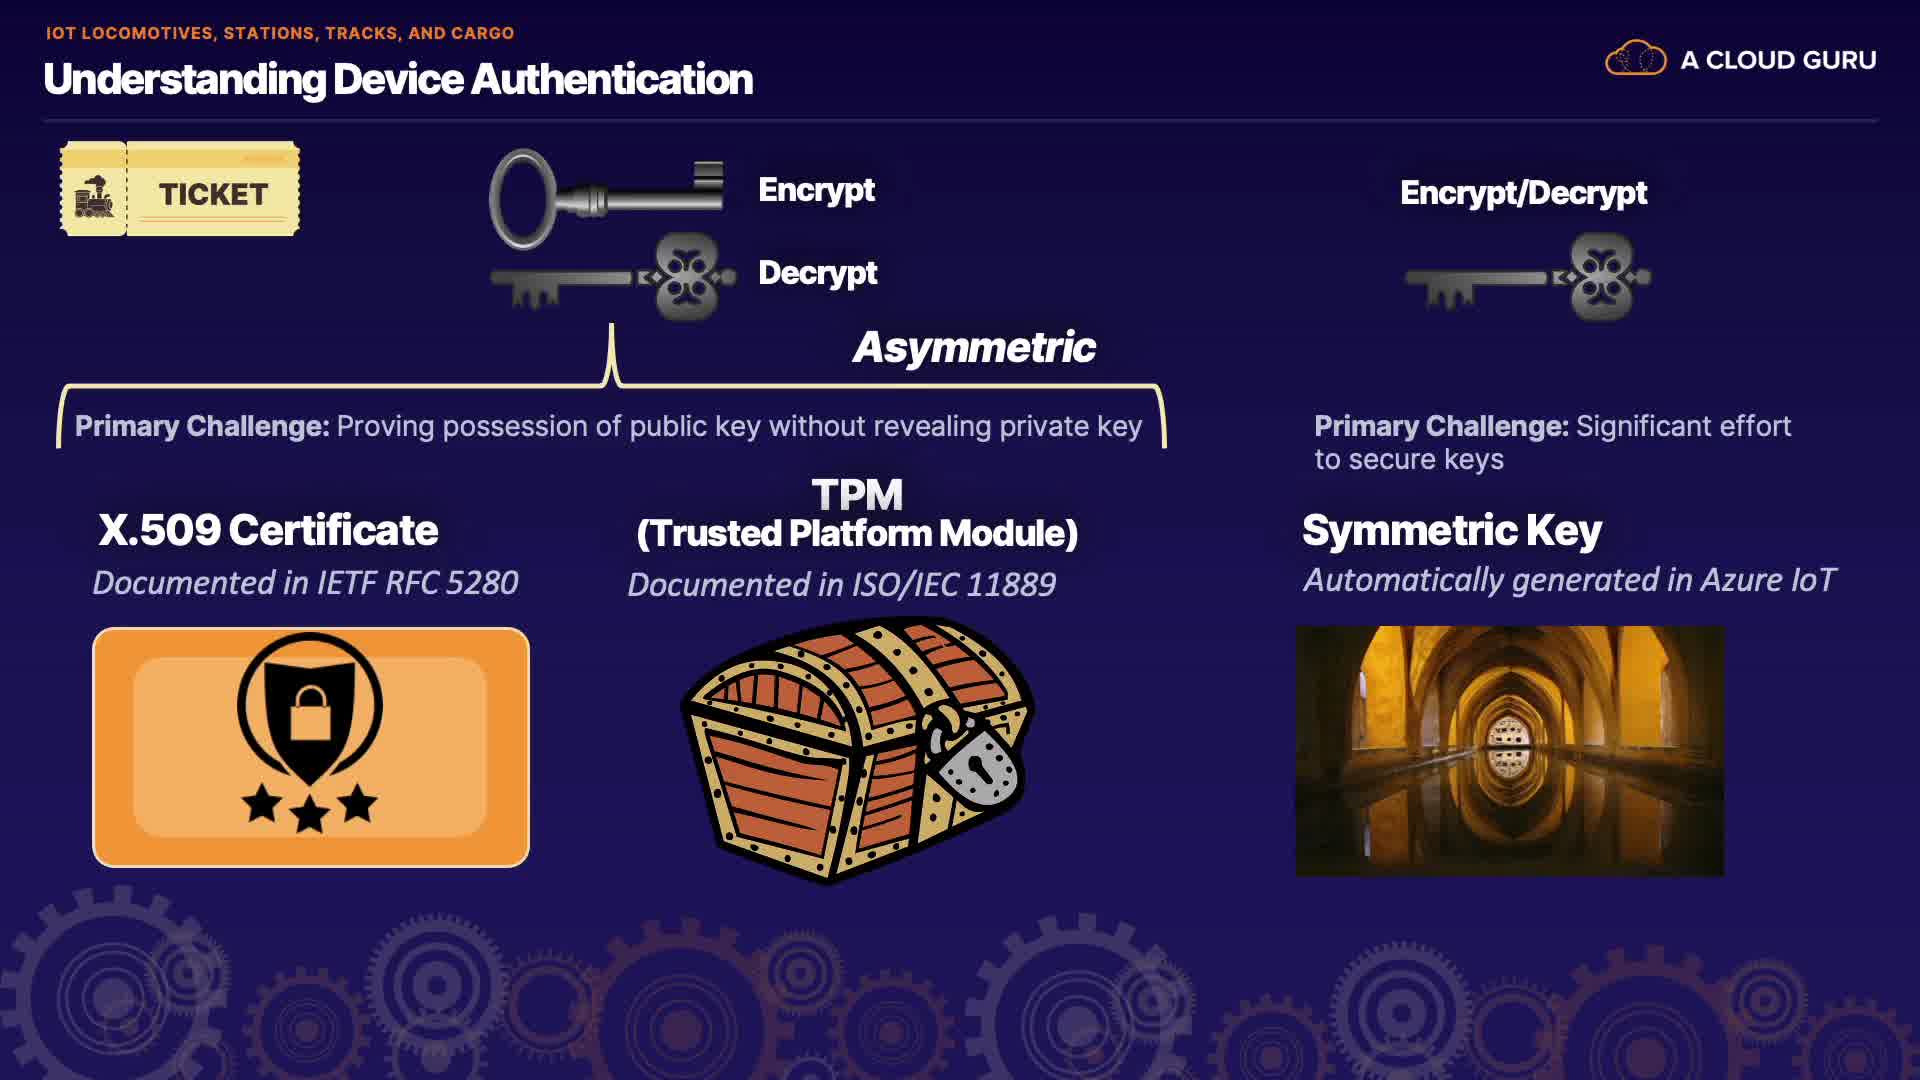 IOT LOCOMOTIVES, STATIONS, TRACKS, AND CARGO
Understanding Device Authentication
A CLOUD GURU
TICKET
Encrypt
Decrypt
Encrypt/Decrypt
Asymmetric
Primary Challenge: Proving possession of public key without revealing private key
Primary Challenge: Significant effort
to secure keys
X.509 Certificate
Documented in IETF RFC 5280
TPM
(Trusted Platform Module)
Documented in ISO/IEC 11889
Symmetric Key
Automatically generated in Azure IoT